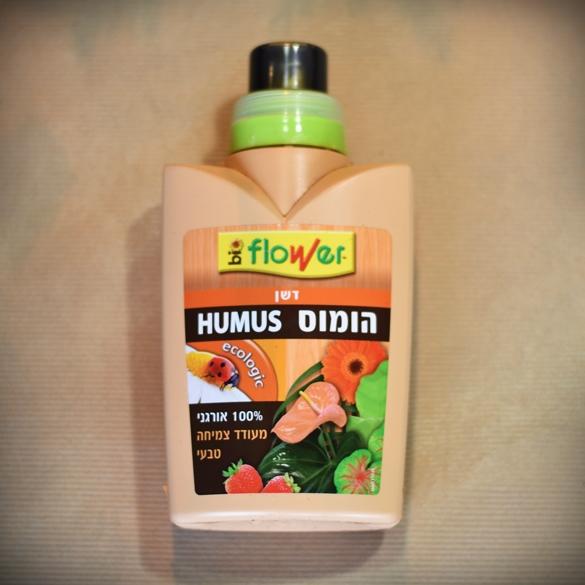 bio flower
דשן
הומוס HUMUS
ecologic
100% אורגני
מעודד צמיחה
טבעי